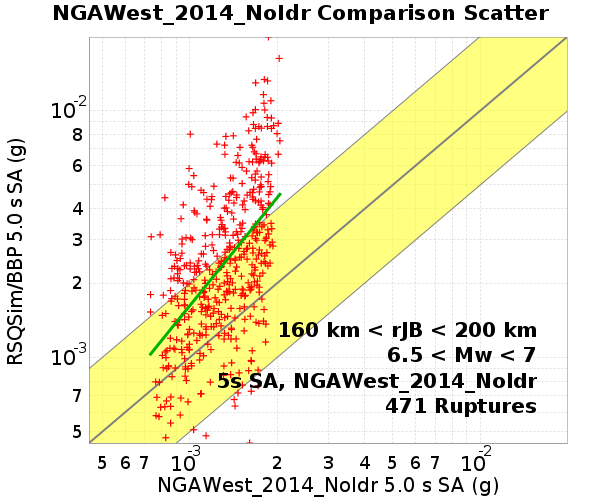 NGAWest_2014_NoIdr Comparison Scatter
RSQSim/BBP 5.0 s SA (g)
10-2
8
6
4
3
2
10-3
7
5
160 km < rJB < 200 km
6.5 < Mw < 7
5s SA, NGAWest_2014_NoIdr
471 Ruptures
5 6 7 10-3 2 3 4 5 6 7 8 10-2
NGAWest_2014_NoIdr 5.0 s SA (g)